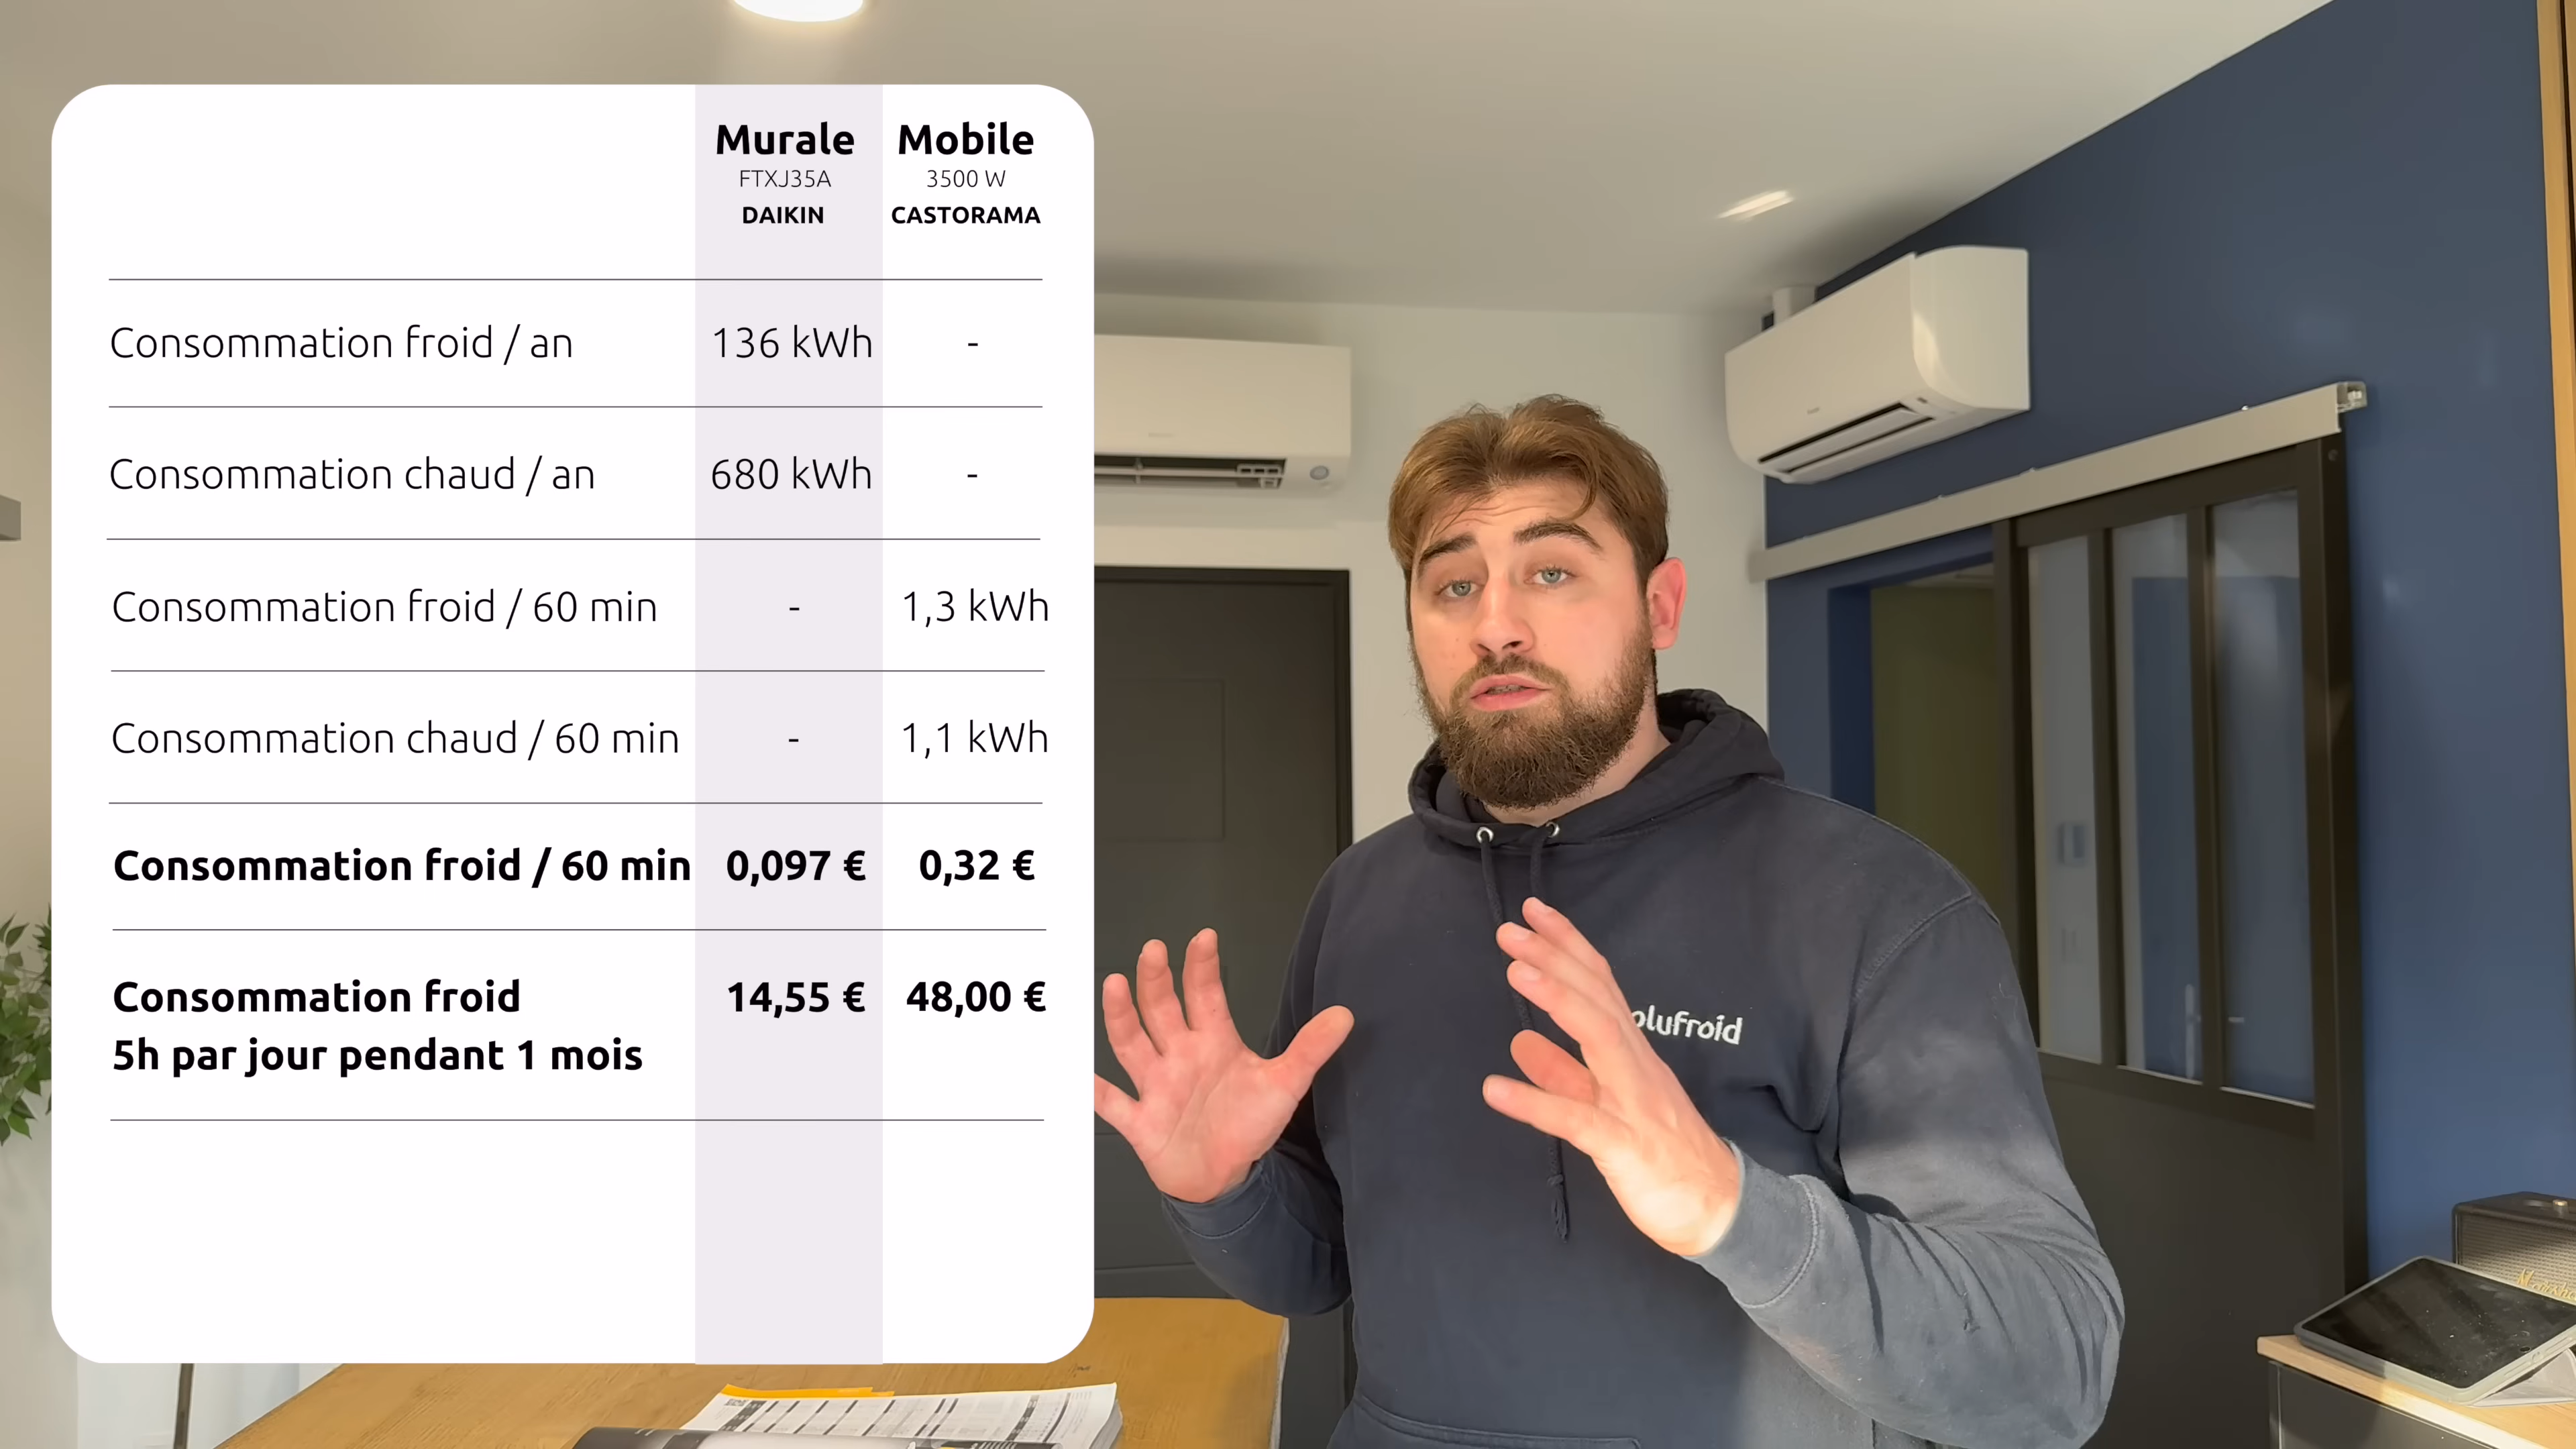 Murale Mobile
FTXJ35A 3500 W
DAIKIN CASTORAMA
Consommation froid / an 136 kWh -
Consommation chaud / an 680 kWh -
Consommation froid / 60 min - 1,3 kWh
Consommation chaud / 60 min - 1,1 kWh
Consommation froid / 60 min 0,097 € 0,32 €
Consommation froid 14,55 € 48,00 €
5h par jour pendant 1 mois
olufroid